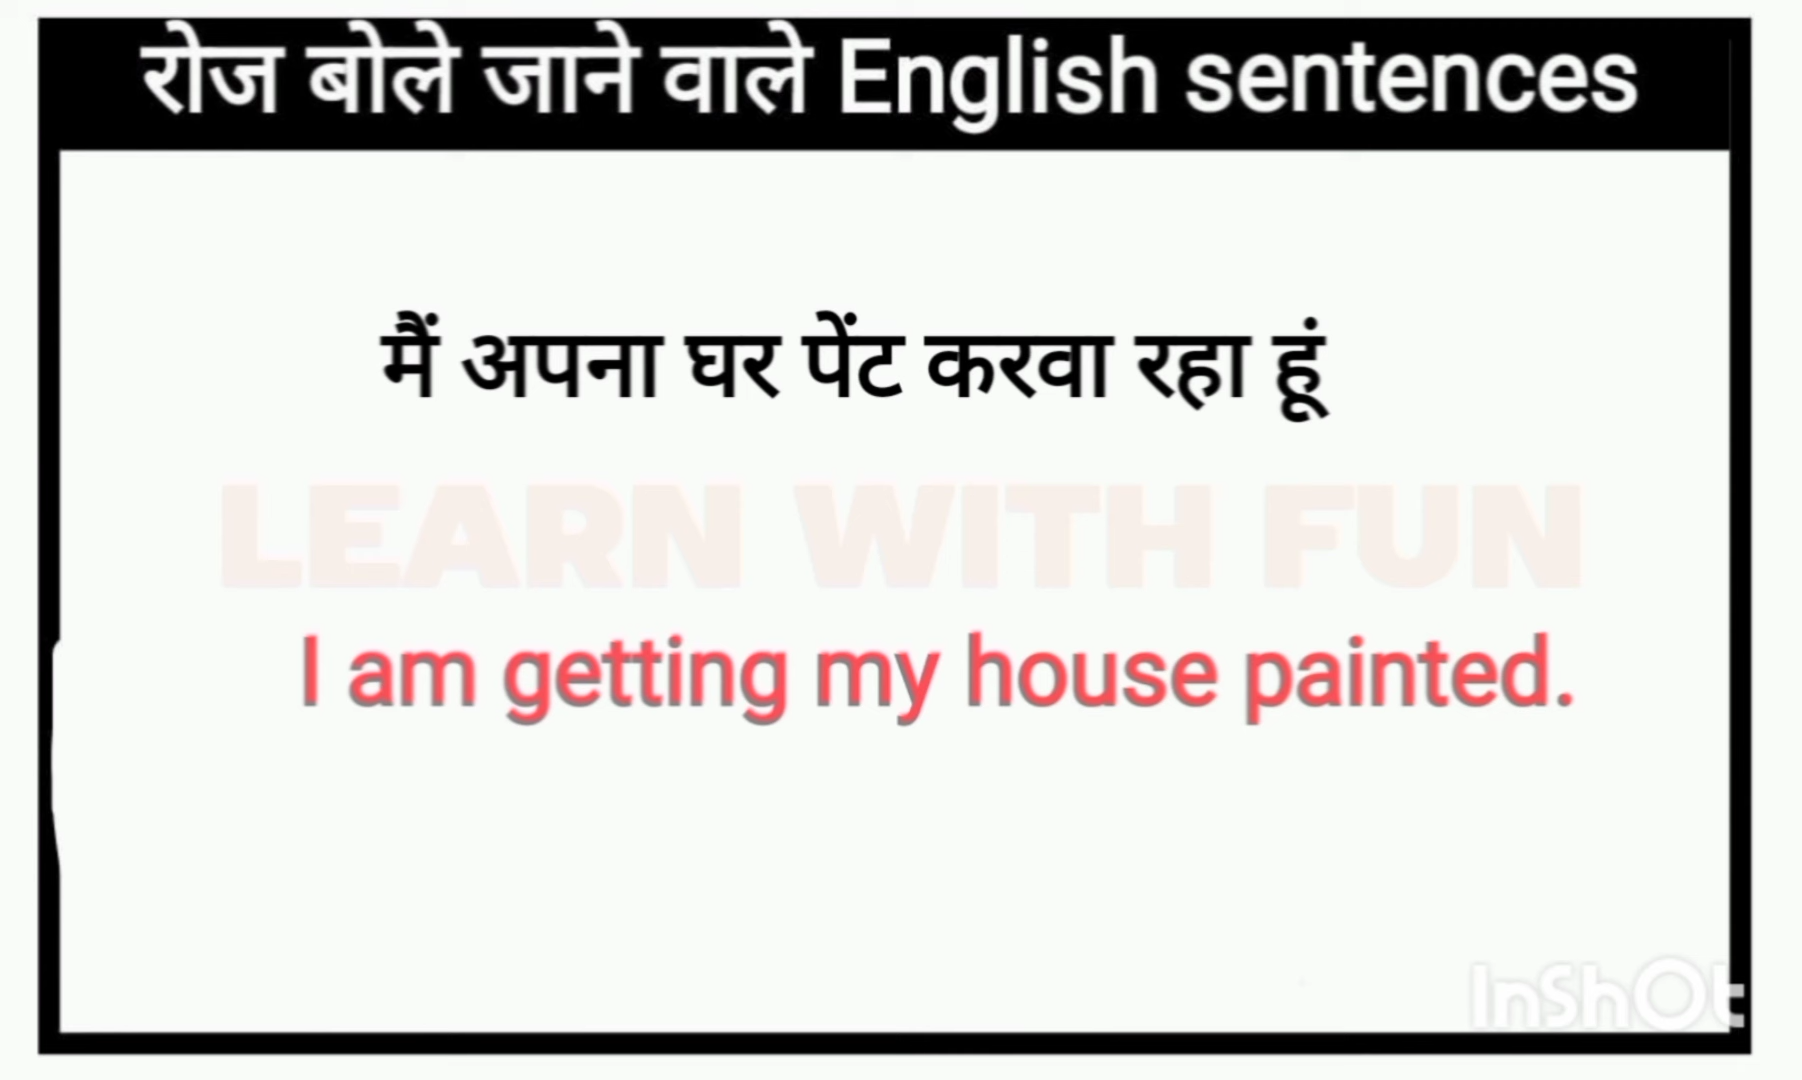 रोज बोले जाने वाले English sentences
मैं अपना घर पेंट करवा रहा हूं
LEARN WITH FUN
I am getting my house painted.
InShOt